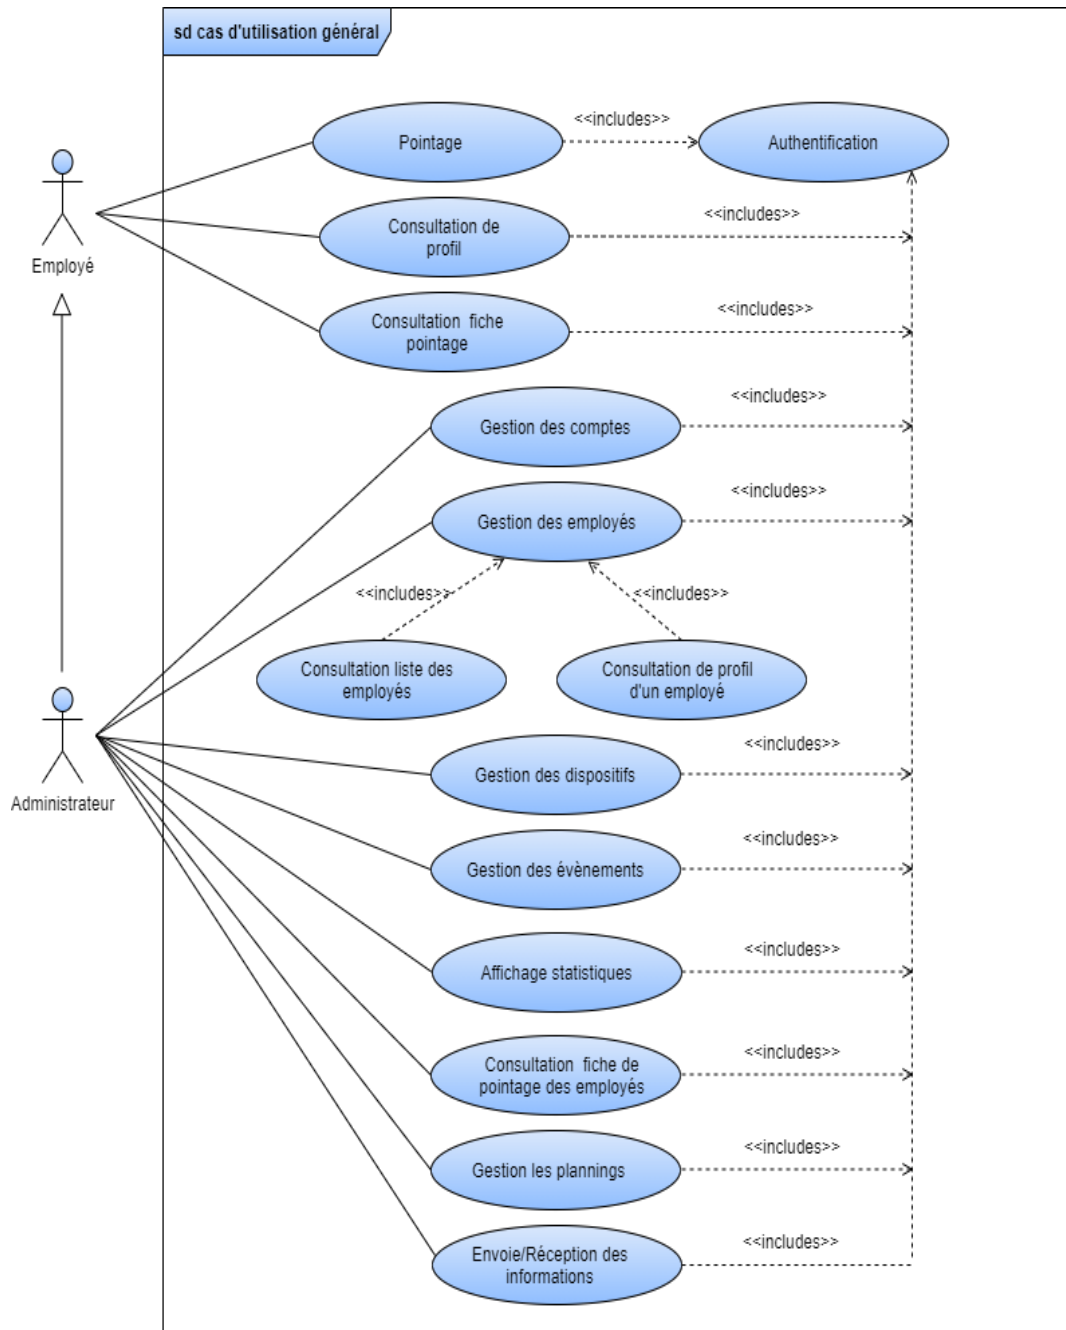 sd cas d'utilisation général
<<includes>>
Pointage
Authentification
<<includes>>
Consultation de
profil
Employé
<<includes>>
Consultation fiche
pointage
<<includes>>
Gestion des comptes
<<includes>>
Gestion des employés
<<includes>>
<<includes>>
Consultation liste des
employés
Consultation de profil
d'un employé
<<includes>>
Gestion des dispositifs
Administrateur
<<includes>>
Gestion des évènements
<<includes>>
Affichage statistiques
<<includes>>
Consultation fiche de
pointage des employés
<<includes>>
Gestion les plannings
<<includes>>
Envoie/Réception des
informations